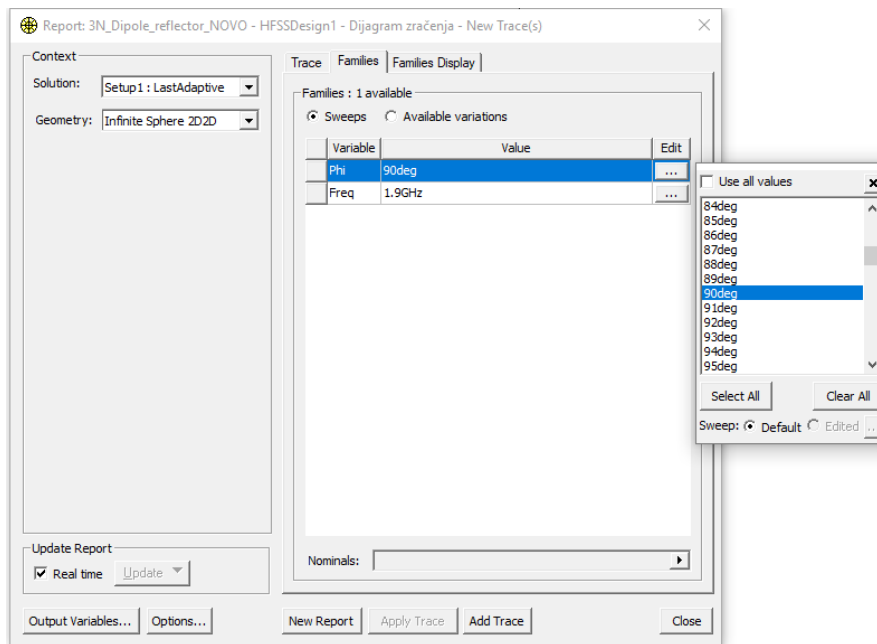 Report: 3N_Dipole_reflector_NOVO - HFSSDesign1 - Dijagram zračenja - New Trace(s)
Context
Solution: Setup1 : LastAdaptive
Geometry: Infinite Sphere 2D2D
Trace Families Families Display
Families : 1 available
Sweeps Available variations
Variable Value Edit
Phi 90deg ...
Freq 1.9GHz ...
Nominals:
Update Report
Real time Update
Output Variables... Options... New Report Apply Trace Add Trace Close
Use all values
84deg
85deg
86deg
87deg
88deg
89deg
90deg
91deg
92deg
93deg
94deg
95deg
Select All Clear All
Sweep: Default Edited ...